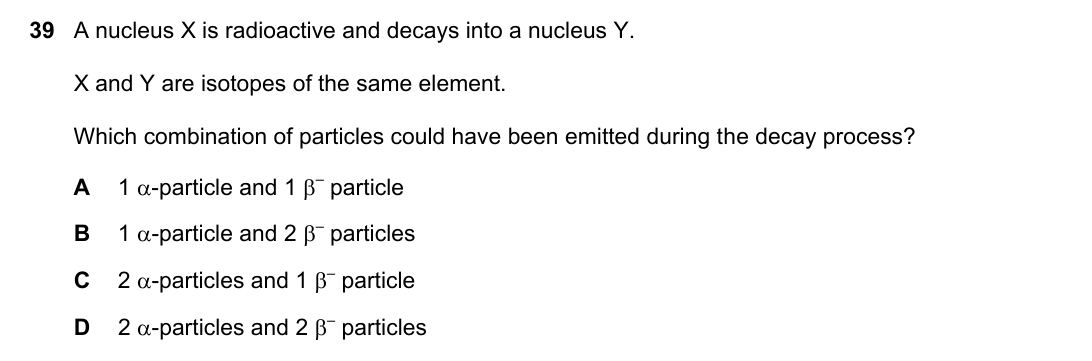 39 A nucleus X is radioactive and decays into a nucleus Y.
X and Y are isotopes of the same element.
Which combination of particles could have been emitted during the decay process?
A 1 α-particle and 1 β⁻ particle
B 1 α-particle and 2 β⁻ particles
C 2 α-particles and 1 β⁻ particle
D 2 α-particles and 2 β⁻ particles